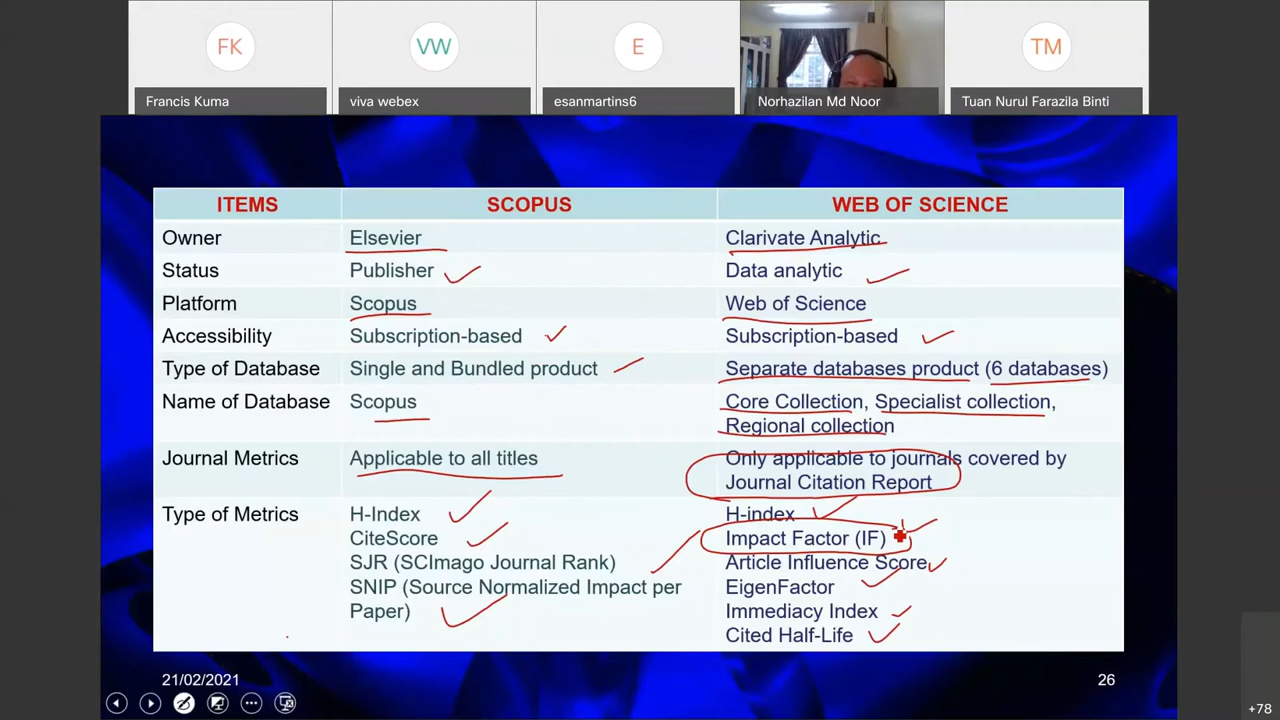 FK
VW
E
TM
Francis Kuma
viva webex
esanmartins6
Norhazilan Md Noor
Tuan Nurul Farazila Binti
ITEMS
SCOPUS
WEB OF SCIENCE
Owner
Elsevier
Clarivate Analytic
Status
Publisher
Data analytic
Platform
Scopus
Web of Science
Accessibility
Subscription-based
Subscription-based
Type of Database
Single and Bundled product
Separate databases product (6 databases)
Name of Database
Scopus
Core Collection, Specialist collection,
Regional collection
Journal Metrics
Applicable to all titles
Only applicable to journals covered by
Journal Citation Report
Type of Metrics
H-Index
CiteScore
SJR (SCImago Journal Rank)
SNIP (Source Normalized Impact per
Paper)
H-index
Impact Factor (IF)
Article Influence Score
EigenFactor
Immediacy Index
Cited Half-Life
21/02/2021
26
+78